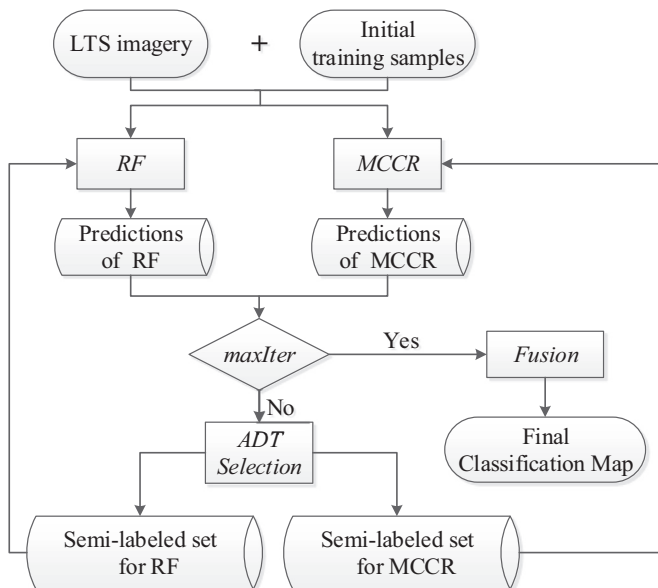 LTS imagery
+
Initial
training samples
RF
MCCR
Predictions
of RF
Predictions
of MCCR
maxIter
Yes
Fusion
No
ADT
Selection
Final
Classification Map
Semi-labeled set
for RF
Semi-labeled set
for MCCR